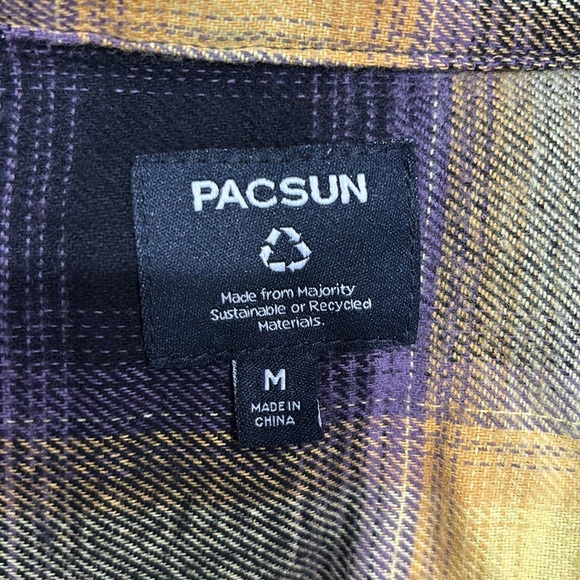 PACSUN
Made from Majority
Sustainable or Recycled
Materials.
M
MADE IN
CHINA